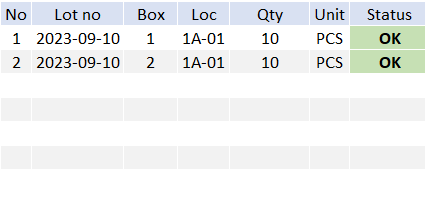 No Lot no Box Loc Qty Unit Status
1 2023-09-10 1 1A-01 10 PCS OK
2 2023-09-10 2 1A-01 10 PCS OK